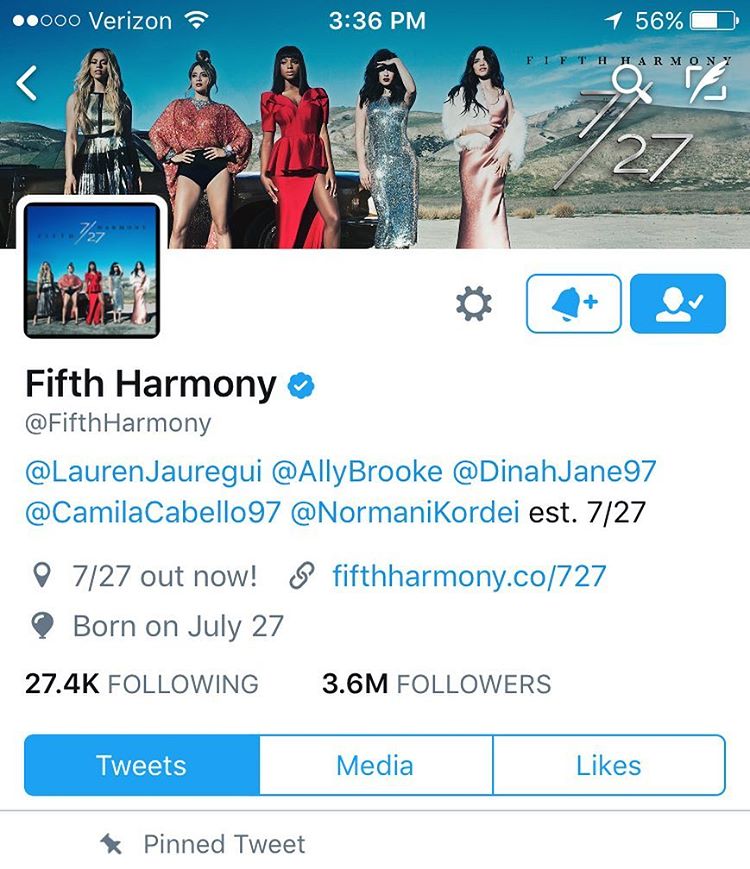 Verizon 3:36 PM 56%
FIFTH HARMONY
7/27
7/27
Fifth Harmony
@FifthHarmony
@LaurenJauregui @AllyBrooke @DinahJane97
@CamilaCabello97 @NormaniKordei est. 7/27
7/27 out now! fifthharmony.co/727
Born on July 27
27.4K FOLLOWING 3.6M FOLLOWERS
Tweets Media Likes
Pinned Tweet